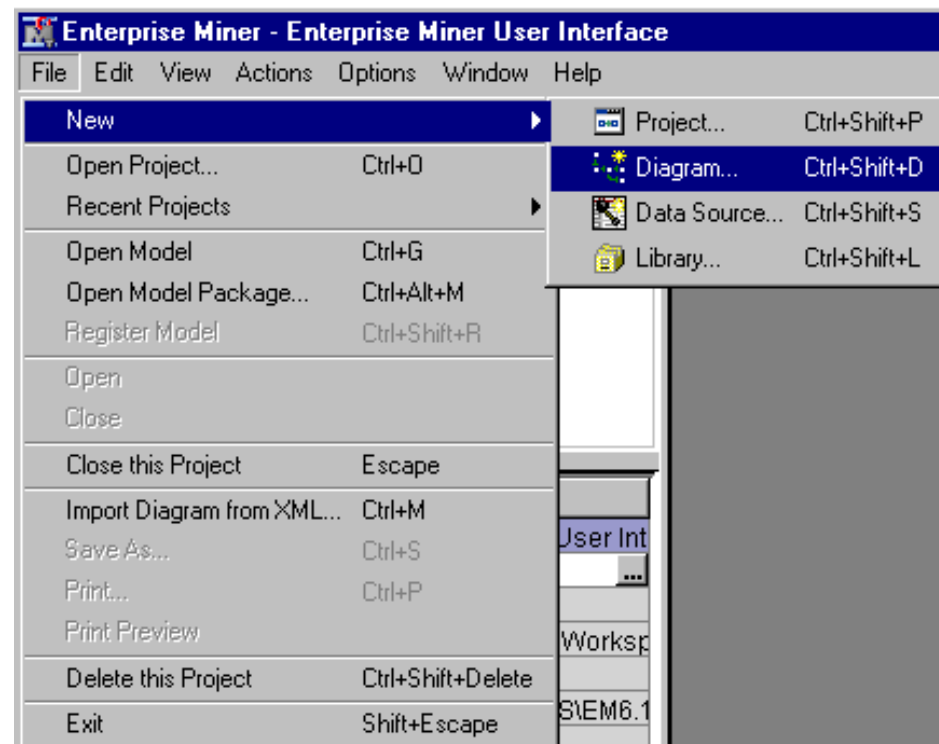 Enterprise Miner - Enterprise Miner User Interface
File Edit View Actions Options Window Help
New
Open Project... Ctrl+O
Recent Projects
Open Model Ctrl+G
Open Model Package... Ctrl+Alt+M
Register Model Ctrl+Shift+R
Open
Close
Close this Project Escape
Import Diagram from XML... Ctrl+M
Save As... Ctrl+S
Print... Ctrl+P
Print Preview
Delete this Project Ctrl+Shift+Delete
Exit Shift+Escape
Project... Ctrl+Shift+P
Diagram... Ctrl+Shift+D
Data Source... Ctrl+Shift+S
Library... Ctrl+Shift+L
User Int
...
Worksp
S\EM6.1